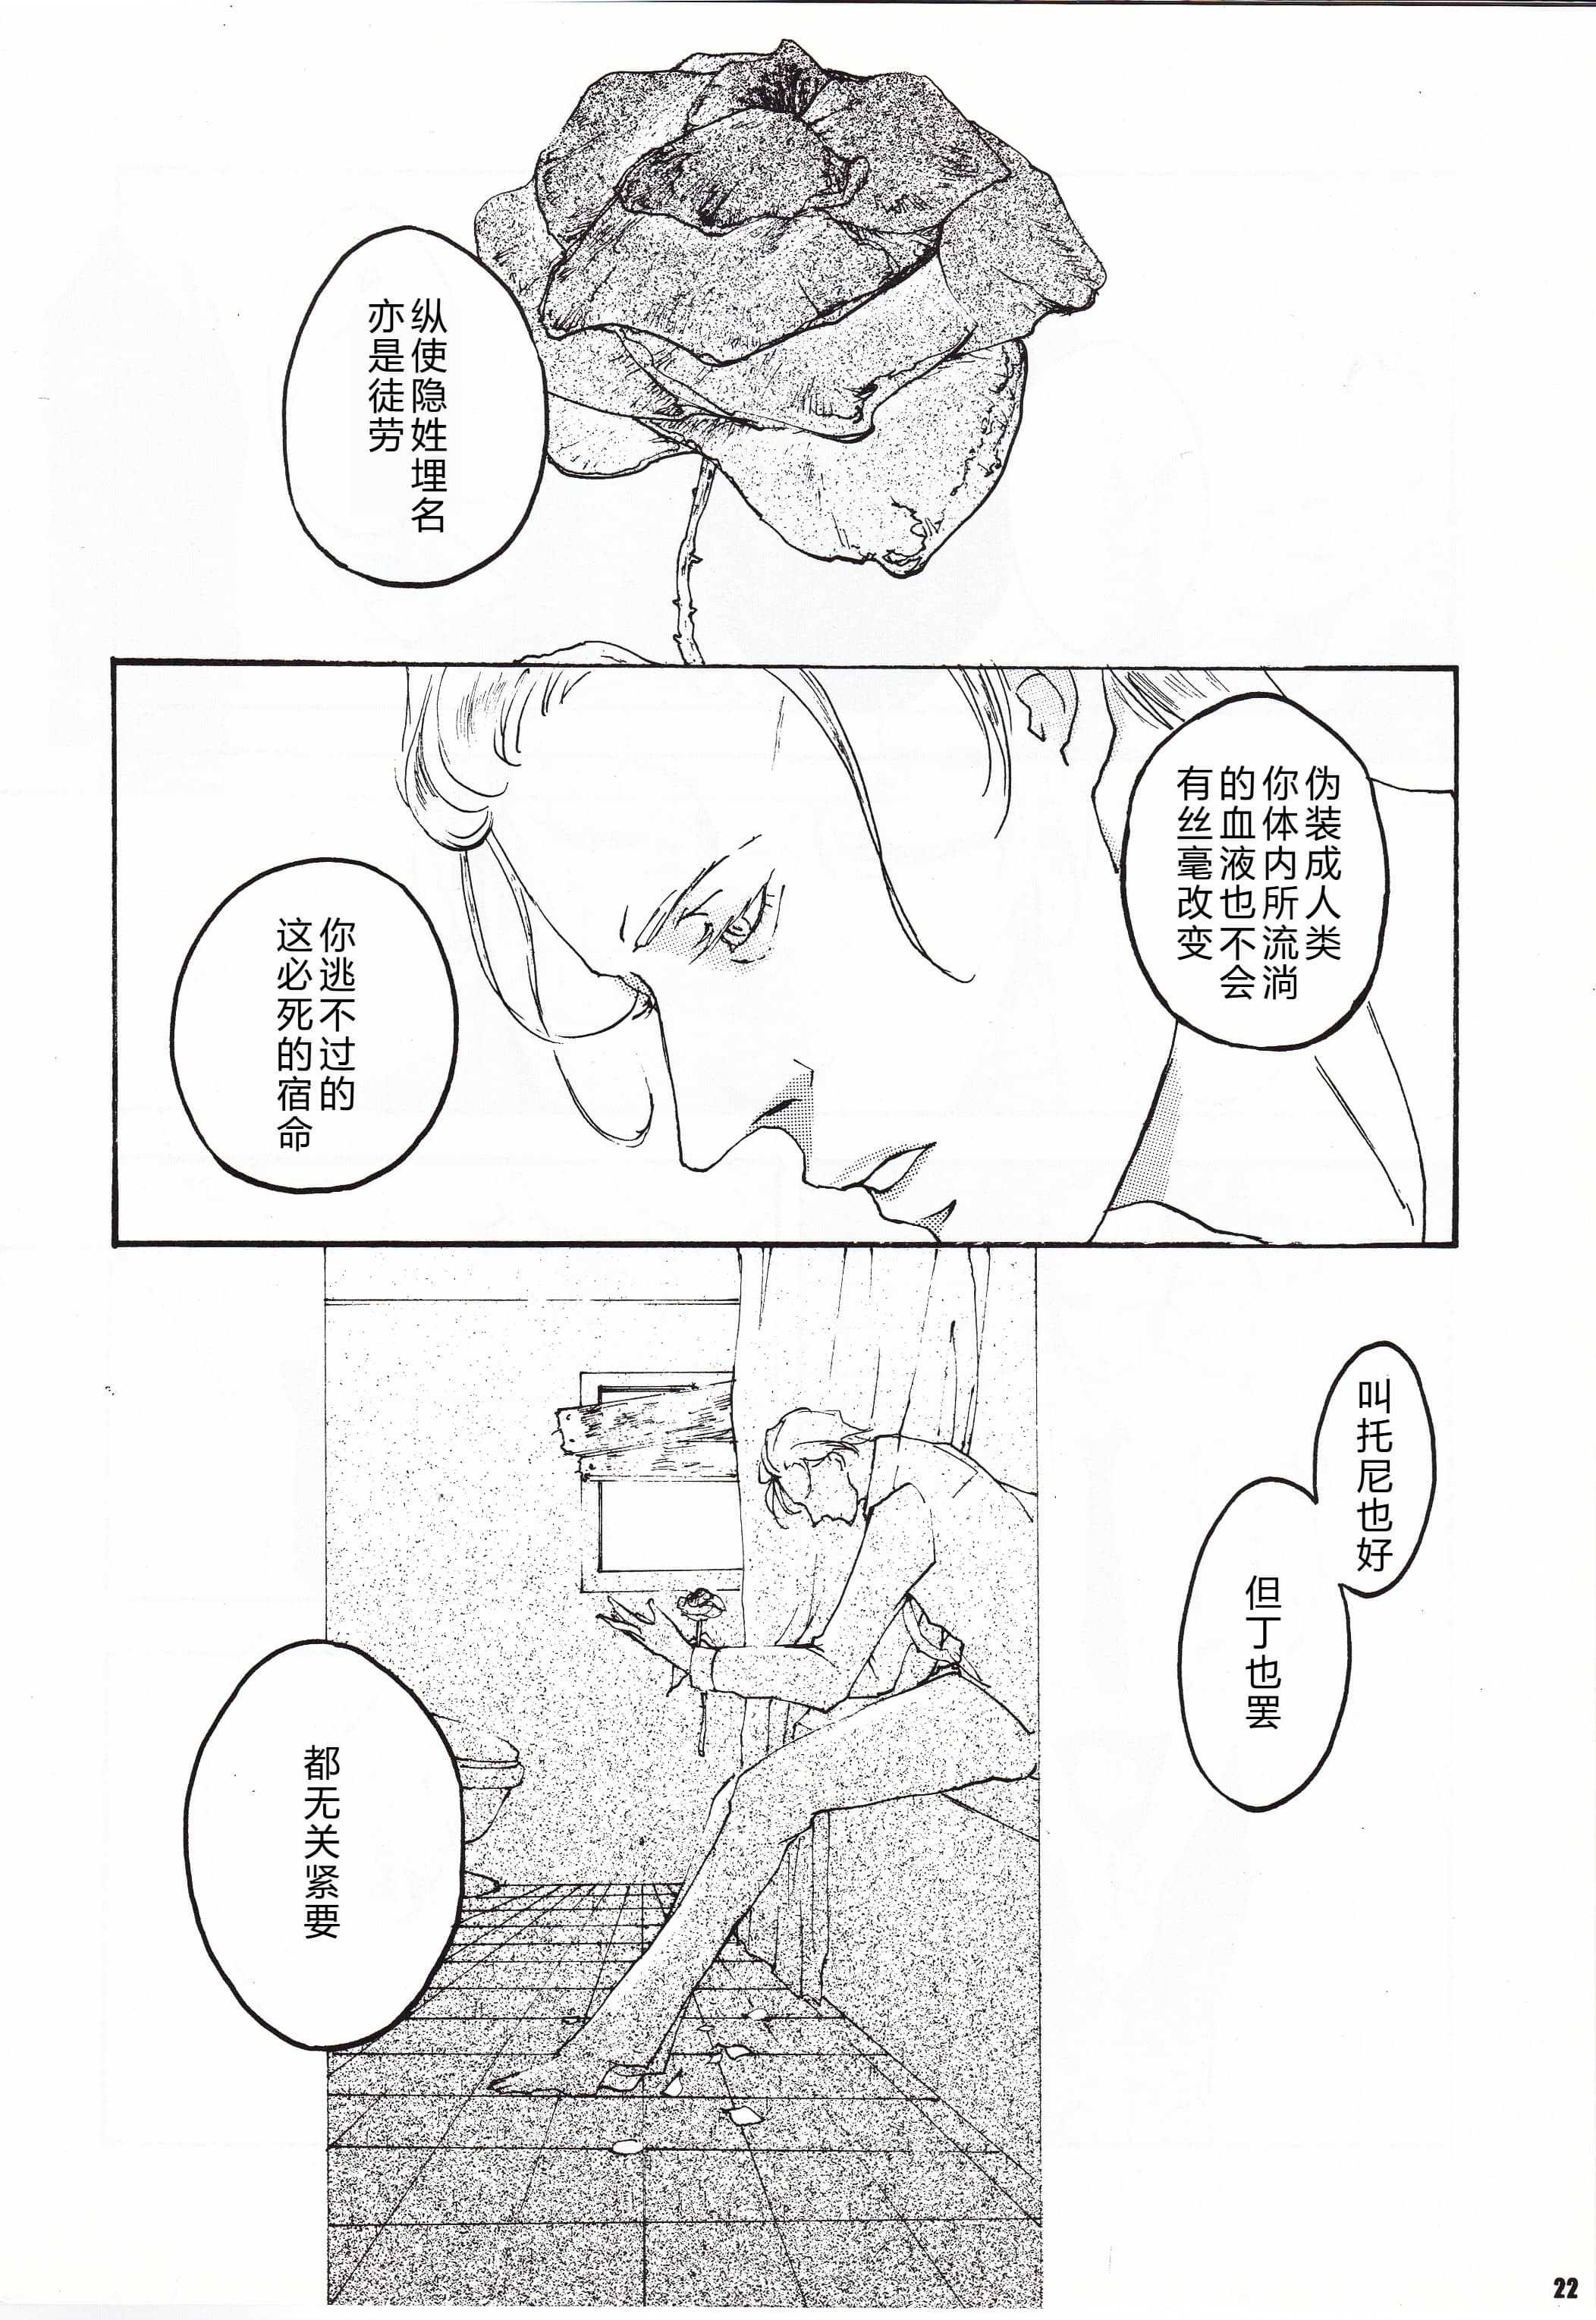 纵使隐姓埋名
亦是徒劳
伪装成人类
你体内所流淌
的血液也不会
有丝毫改变
你逃不过的
这必死的宿命
叫托尼也好
但丁也罢
都无关紧要
22